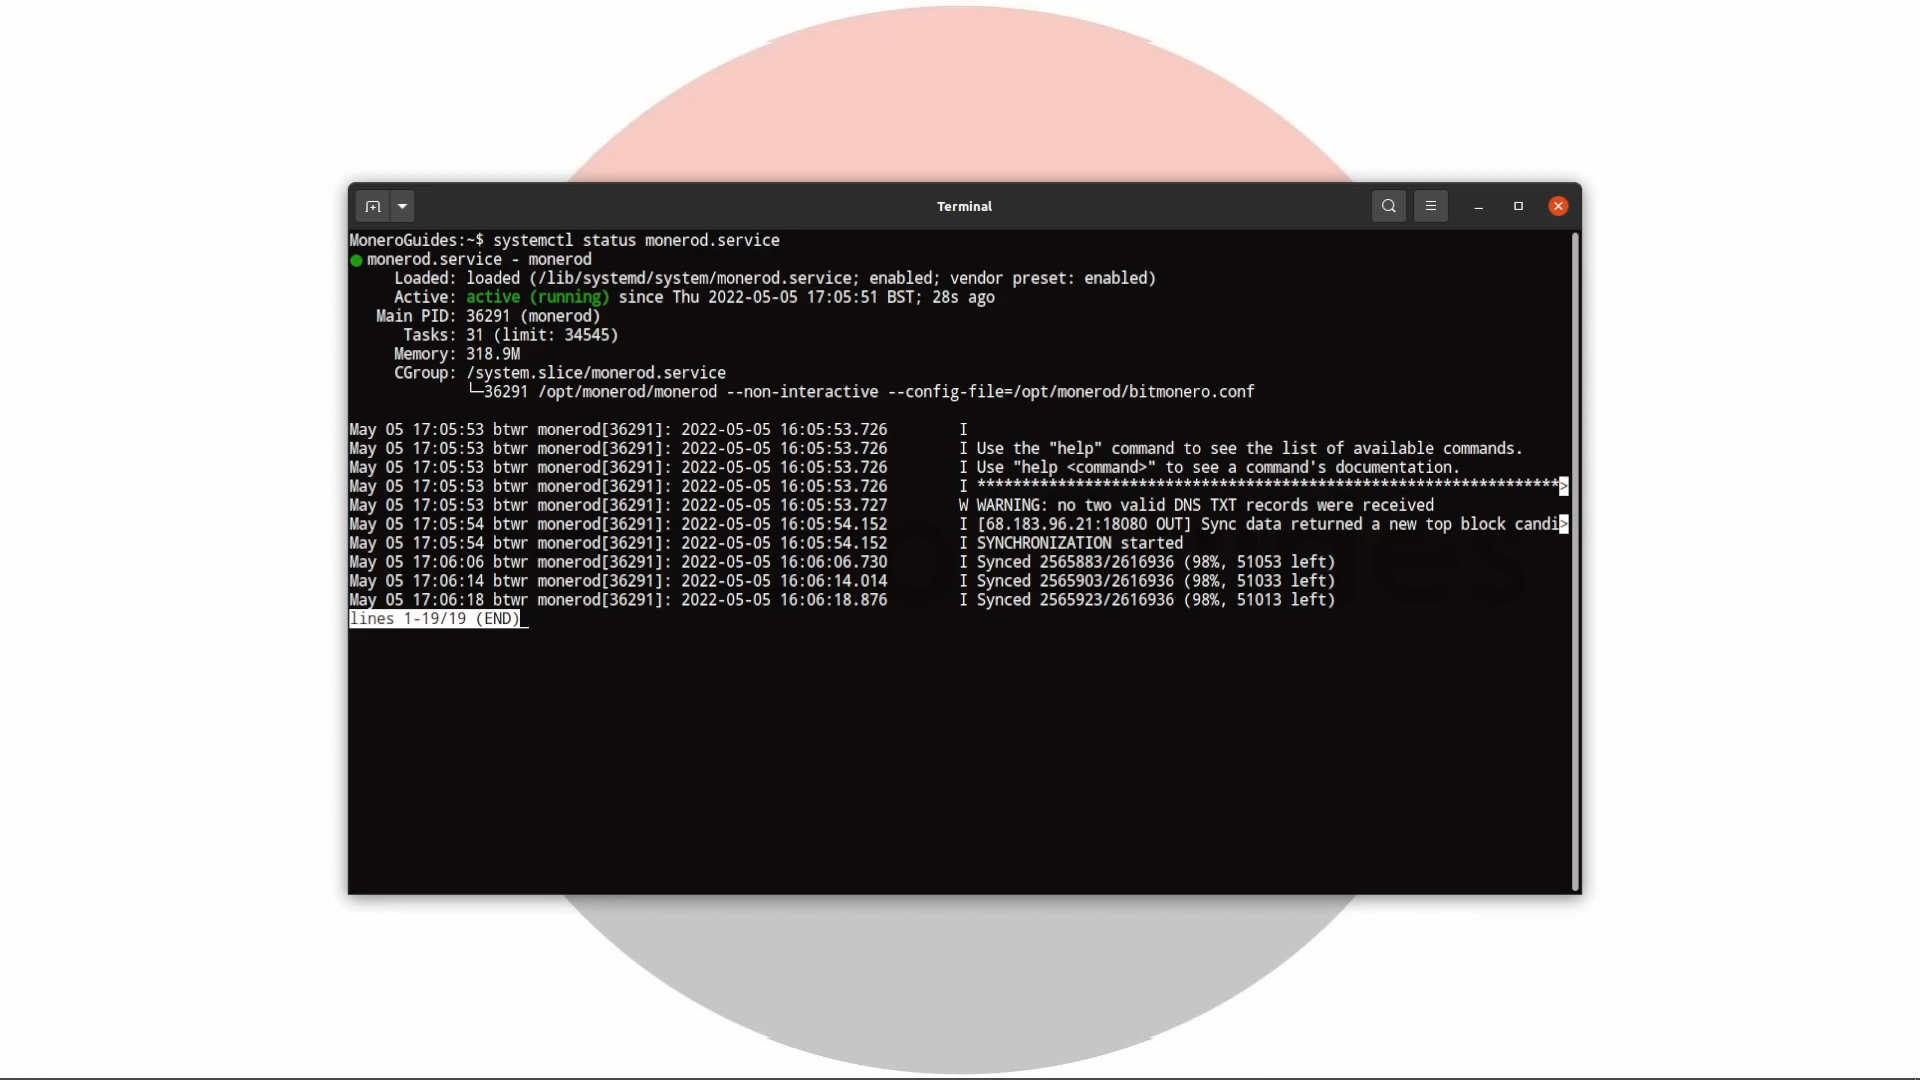 Terminal
MoneroGuides:~$ systemctl status monerod.service
● monerod.service - monerod
Loaded: loaded (/lib/systemd/system/monerod.service; enabled; vendor preset: enabled)
Active: active (running) since Thu 2022-05-05 17:05:51 BST; 28s ago
Main PID: 36291 (monerod)
Tasks: 31 (limit: 34545)
Memory: 318.9M
CGroup: /system.slice/monerod.service
└─36291 /opt/monerod/monerod --non-interactive --config-file=/opt/monerod/bitmonero.conf
May 05 17:05:53 btwr monerod[36291]: 2022-05-05 16:05:53.726 I
May 05 17:05:53 btwr monerod[36291]: 2022-05-05 16:05:53.726 I Use the "help" command to see the list of available commands.
May 05 17:05:53 btwr monerod[36291]: 2022-05-05 16:05:53.726 I Use "help <command>" to see a command's documentation.
May 05 17:05:53 btwr monerod[36291]: 2022-05-05 16:05:53.726 I *****************************************************************>
May 05 17:05:53 btwr monerod[36291]: 2022-05-05 16:05:53.727 W WARNING: no two valid DNS TXT records were received
May 05 17:05:54 btwr monerod[36291]: 2022-05-05 16:05:54.152 I [68.183.96.21:18080 OUT] Sync data returned a new top block candi>
May 05 17:05:54 btwr monerod[36291]: 2022-05-05 16:05:54.152 I SYNCHRONIZATION started
May 05 17:06:06 btwr monerod[36291]: 2022-05-05 16:06:06.730 I Synced 2565883/2616936 (98%, 51053 left)
May 05 17:06:14 btwr monerod[36291]: 2022-05-05 16:06:14.014 I Synced 2565903/2616936 (98%, 51033 left)
May 05 17:06:18 btwr monerod[36291]: 2022-05-05 16:06:18.876 I Synced 2565923/2616936 (98%, 51013 left)
lines 1-19/19 (END)